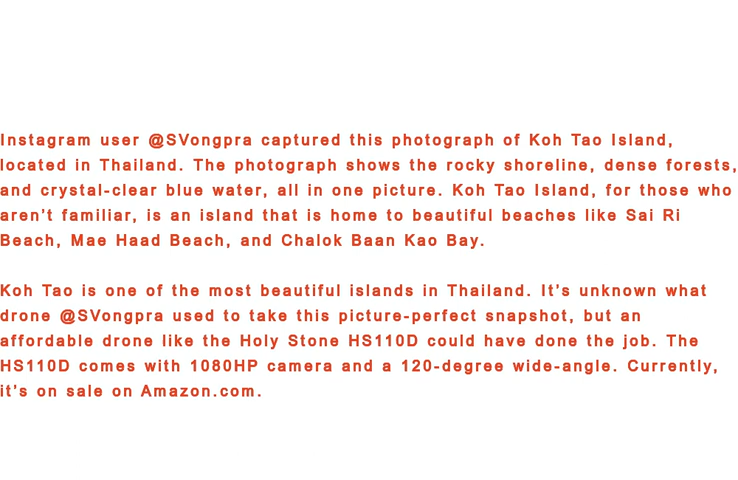 Instagram user @SVongpra captured this photograph of Koh Tao Island,
located in Thailand. The photograph shows the rocky shoreline, dense forests,
and crystal-clear blue water, all in one picture. Koh Tao Island, for those who
aren't familiar, is an island that is home to beautiful beaches like Sai Ri
Beach, Mae Haad Beach, and Chalok Baan Kao Bay.
Koh Tao is one of the most beautiful islands in Thailand. It's unknown what
drone @SVongpra used to take this picture-perfect snapshot, but an
affordable drone like the Holy Stone HS110D could have done the job. The
HS110D comes with 1080HP camera and a 120-degree wide-angle. Currently,
it's on sale on Amazon.com.